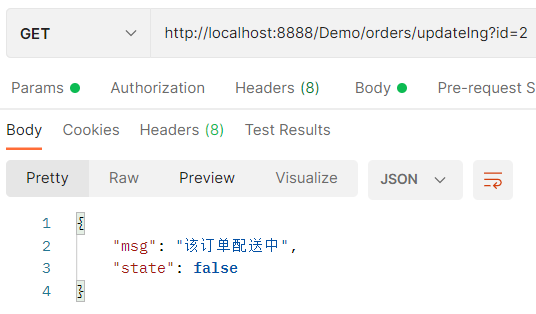 GET http://localhost:8888/Demo/orders/updateIng?id=2
Params Authorization Headers (8) Body Pre-request S
Body Cookies Headers (8) Test Results
Pretty Raw Preview Visualize JSON
1 {
2 "msg": "该订单配送中",
3 "state": false
4 }